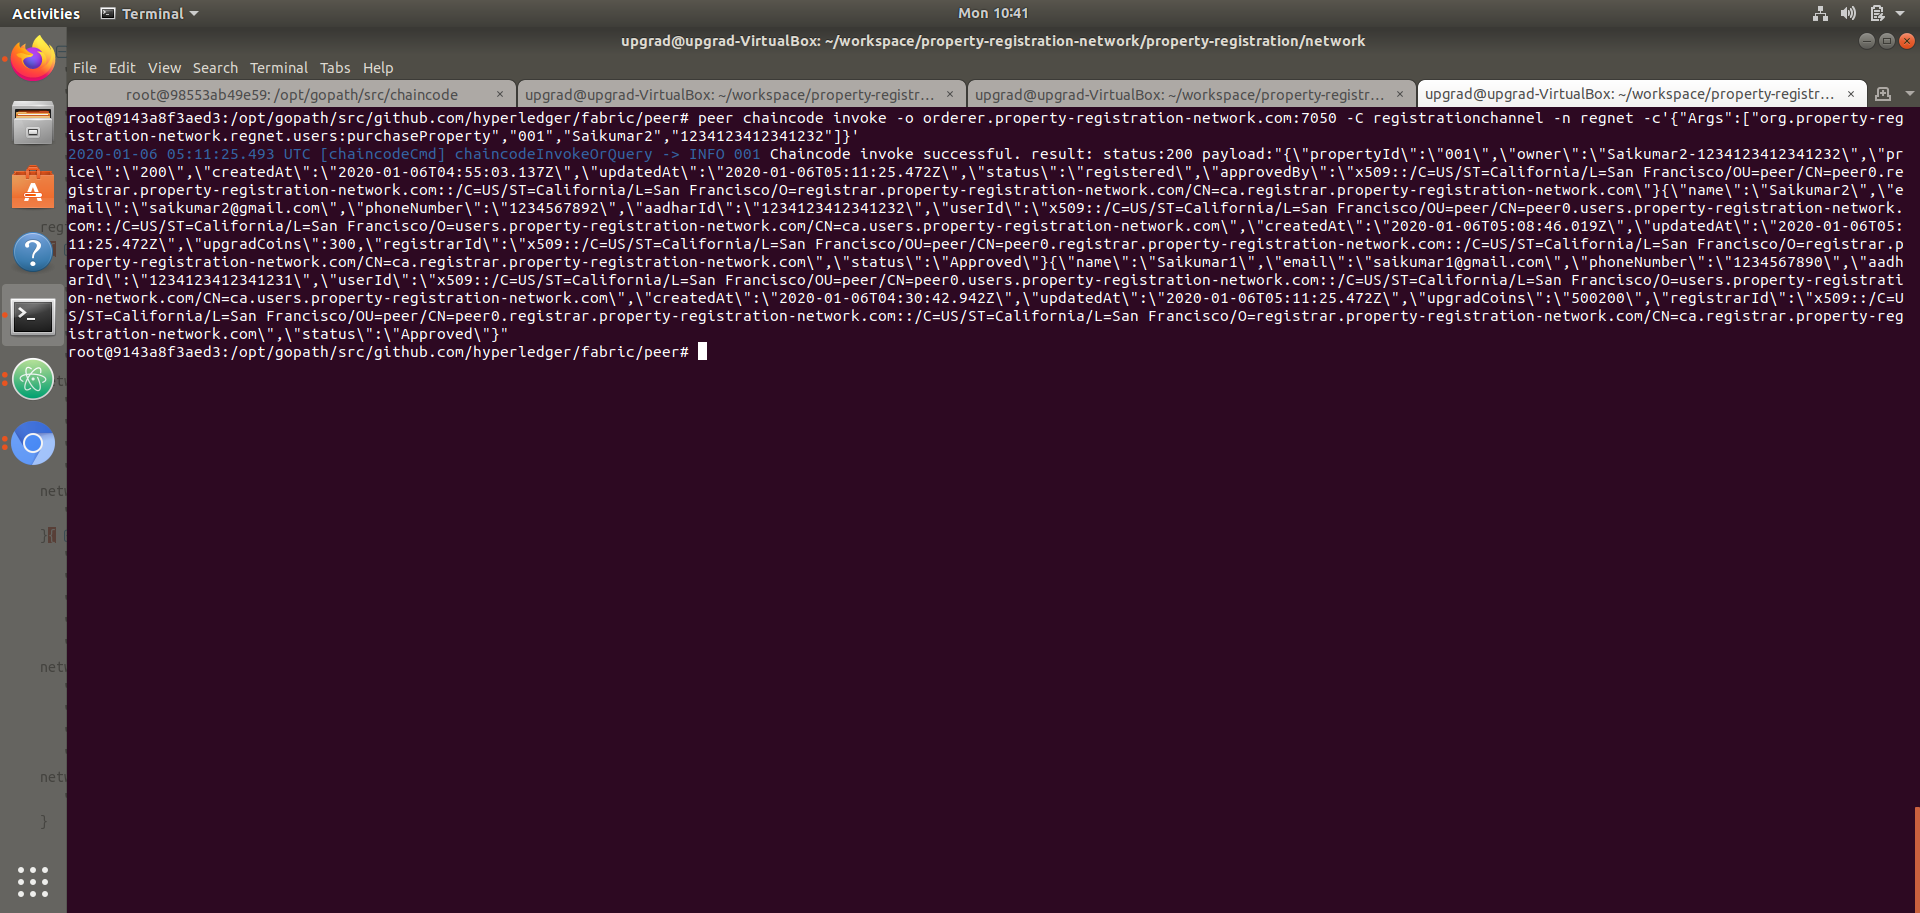 Activities Terminal Mon 10:41
upgrad@upgrad-VirtualBox: ~/workspace/property-registration-network/property-registration/network
File Edit View Search Terminal Tabs Help
root@98553ab49e59: /opt/gopath/src/chaincode × upgrad@upgrad-VirtualBox: ~/workspace/property-registr... × upgrad@upgrad-VirtualBox: ~/workspace/property-registr... × upgrad@upgrad-VirtualBox: ~/workspace/property-registr... ×
root@9143a8f3aed3:/opt/gopath/src/github.com/hyperledger/fabric/peer# peer chaincode invoke -o orderer.property-registration-network.com:7050 -C registrationchannel -n regnet -c'{"Args":["org.property-reg
istration-network.regnet.users:purchaseProperty","001","Saikumar2","1234123412341232"]}'
2020-01-06 05:11:25.493 UTC [chaincodeCmd] chaincodeInvokeOrQuery -> INFO 001 Chaincode invoke successful. result: status:200 payload:"{\"propertyId\":\"001\",\"owner\":\"Saikumar2-1234123412341232\",\"pr
ice\":\"200\",\"createdAt\":\"2020-01-06T04:55:03.137Z\",\"updatedAt\":\"2020-01-06T05:11:25.472Z\",\"status\":\"registered\",\"approvedBy\":\"x509::/C=US/ST=California/L=San Francisco/OU=peer/CN=peer0.re
gistrar.property-registration-network.com::/C=US/ST=California/L=San Francisco/O=registrar.property-registration-network.com/CN=ca.registrar.property-registration-network.com\"}{\"name\":\"Saikumar2\",\"e
mail\":\"saikumar2@gmail.com\",\"phoneNumber\":\"1234567892\",\"aadharId\":\"1234123412341232\",\"userId\":\"x509::/C=US/ST=California/L=San Francisco/OU=peer/CN=peer0.users.property-registration-network.
com::/C=US/ST=California/L=San Francisco/O=users.property-registration-network.com/CN=ca.users.property-registration-network.com\",\"createdAt\":\"2020-01-06T05:08:46.019Z\",\"updatedAt\":\"2020-01-06T05:
11:25.472Z\",\"upgradCoins\":300,\"registrarId\":\"x509::/C=US/ST=California/L=San Francisco/OU=peer/CN=peer0.registrar.property-registration-network.com::/C=US/ST=California/L=San Francisco/O=registrar.p
roperty-registration-network.com/CN=ca.registrar.property-registration-network.com\",\"status\":\"Approved\"}{\"name\":\"Saikumar1\",\"email\":\"saikumar1@gmail.com\",\"phoneNumber\":\"1234567890\",\"aadh
arId\":\"1234123412341231\",\"userId\":\"x509::/C=US/ST=California/L=San Francisco/OU=peer/CN=peer0.users.property-registration-network.com::/C=US/ST=California/L=San Francisco/O=users.property-registrati
on-network.com/CN=ca.users.property-registration-network.com\",\"createdAt\":\"2020-01-06T04:30:42.942Z\",\"updatedAt\":\"2020-01-06T05:11:25.472Z\",\"upgradCoins\":\"500200\",\"registrarId\":\"x509::/C=U
S/ST=California/L=San Francisco/OU=peer/CN=peer0.registrar.property-registration-network.com::/C=US/ST=California/L=San Francisco/O=registrar.property-registration-network.com/CN=ca.registrar.property-reg
istration-network.com\",\"status\":\"Approved\"}"
root@9143a8f3aed3:/opt/gopath/src/github.com/hyperledger/fabric/peer#